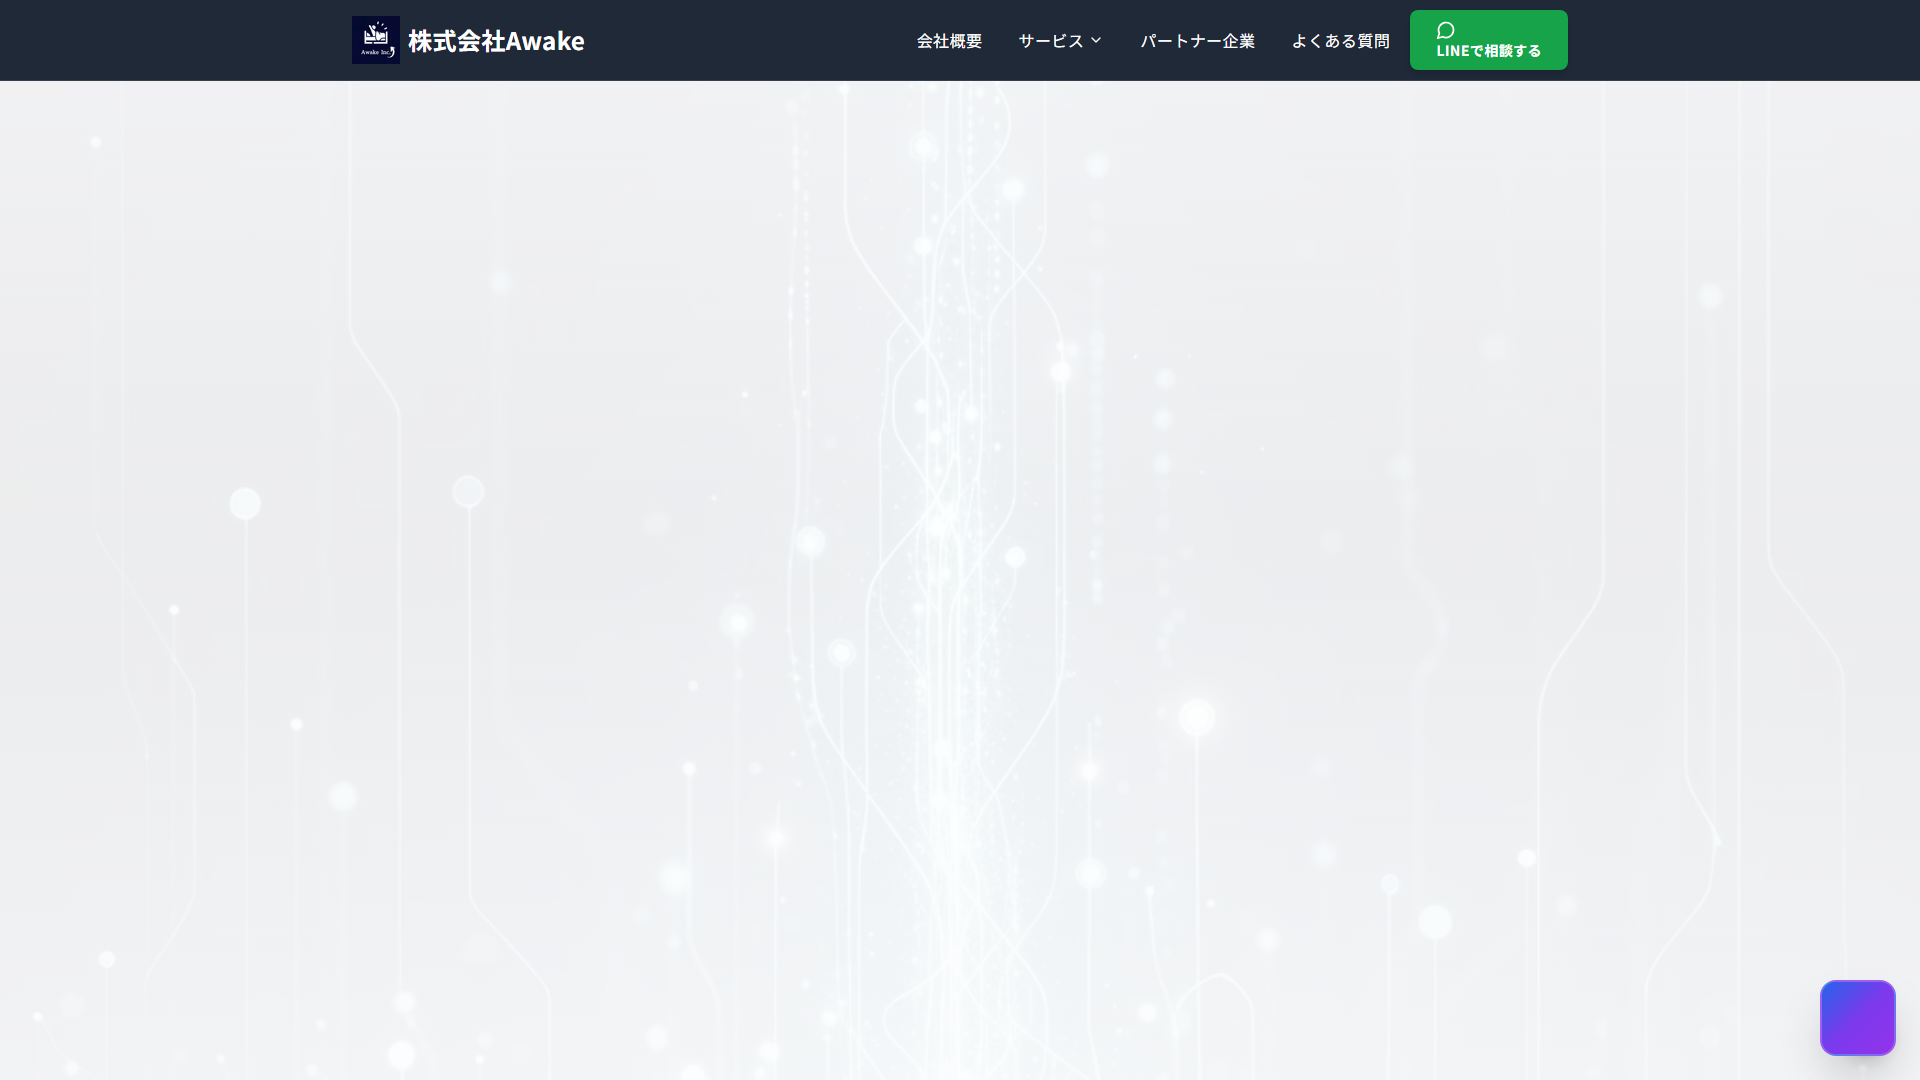 Awake Inc.
株式会社Awake
会社概要
サービス
パートナー企業
よくある質問
LINEで相談する